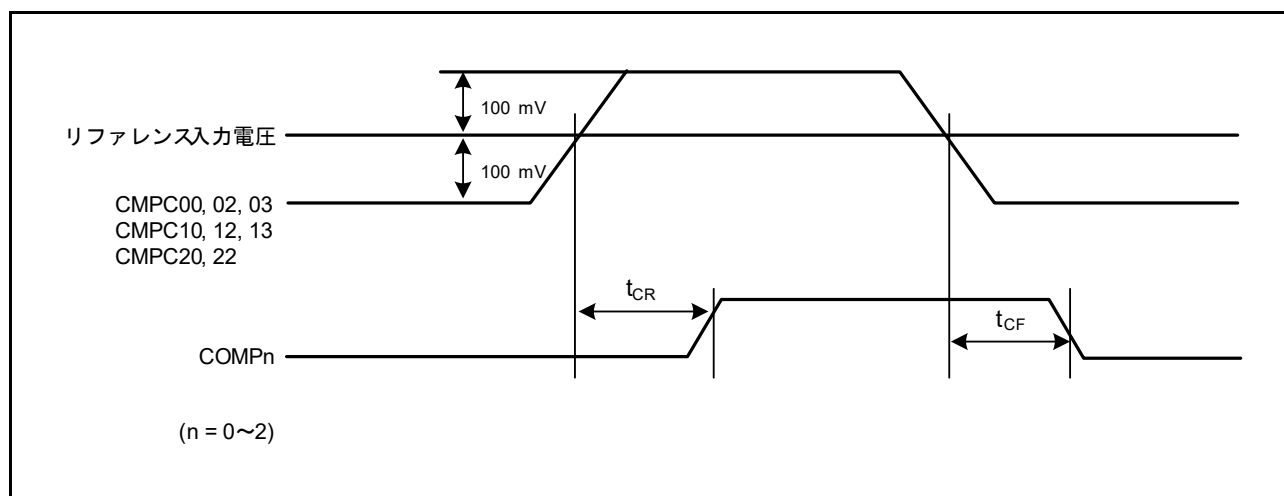 100 mV
リファレンス入力電圧
100 mV
CMPC00, 02, 03
CMPC10, 12, 13
CMPC20, 22
tCR
tCF
COMPn
(n = 0～2)